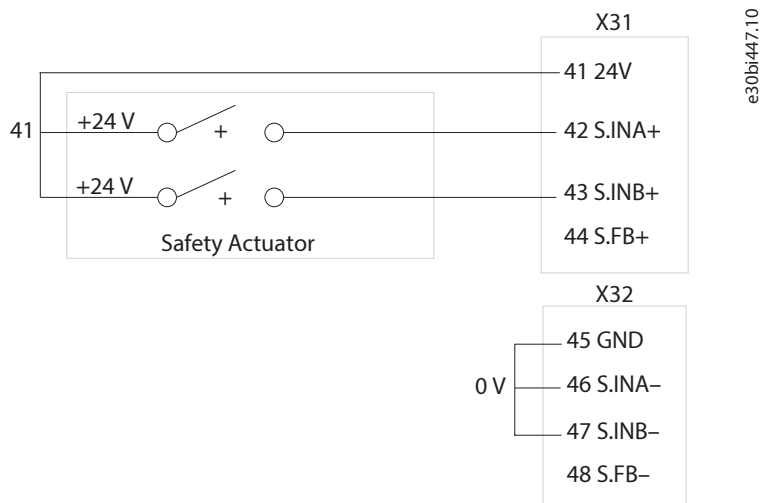 X31
e30bi447.10
41 24V
41
+24 V
+
42 S.INA+
+24 V
+
43 S.INB+
44 S.FB+
Safety Actuator
X32
45 GND
0 V
46 S.INA–
47 S.INB–
48 S.FB–